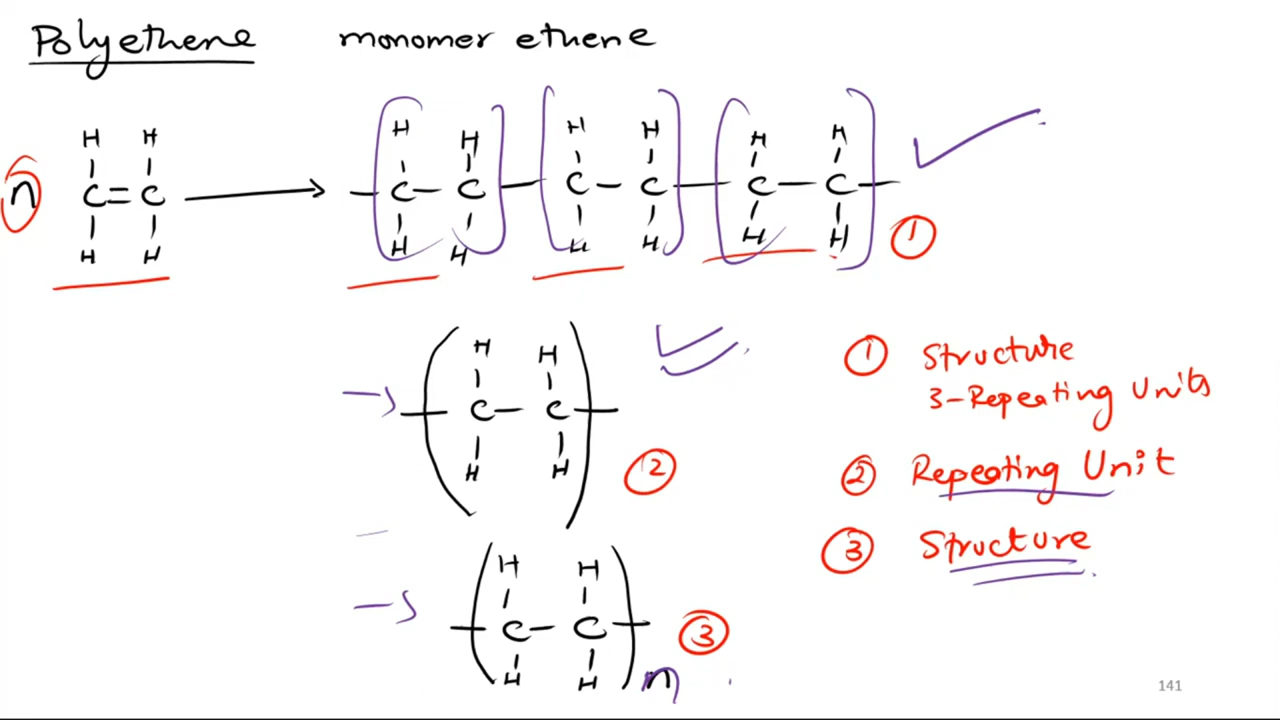 Polyethene monomer ethene
H H H H H H H H
n C=C → -C-C-C-C-C-C-
H H H H H H H H
①
H H
→ -(C-C)-
H H
②
① Structure
3-Repeating Units
② Repeating Unit
③ Structure
H H
→ -(C-C)-
H H n
③
141